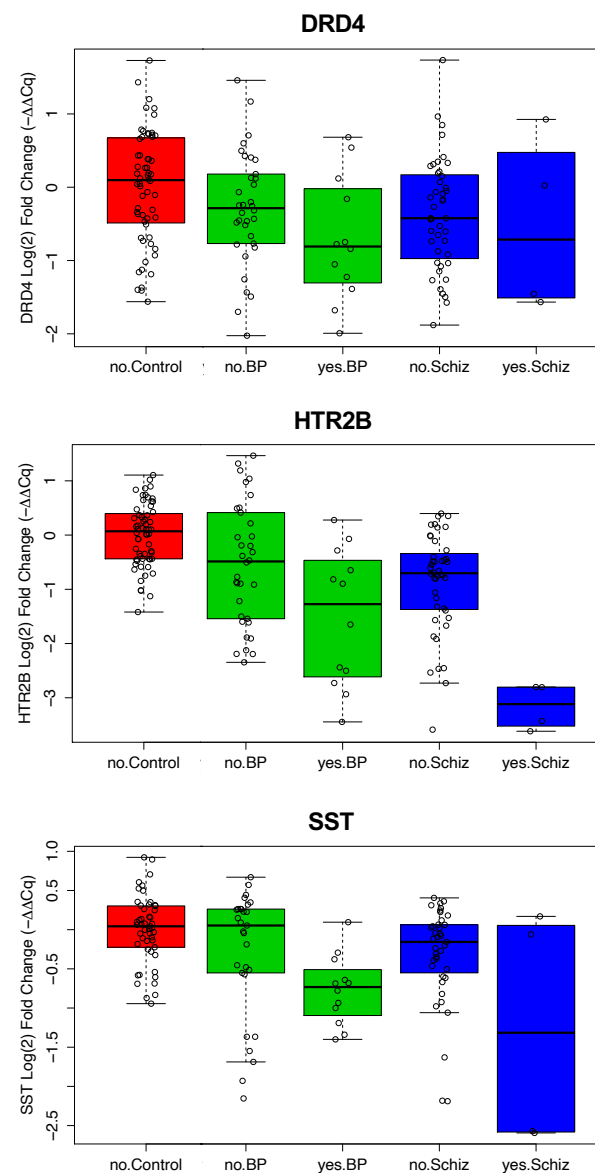 DRD4
DRD4 Log(2) Fold Change (−ΔΔCq)
1
0
−1
−2
no.Control
no.BP
yes.BP
no.Schiz
yes.Schiz
HTR2B
HTR2B Log(2) Fold Change (−ΔΔCq)
1
0
−1
−2
−3
no.Control
no.BP
yes.BP
no.Schiz
yes.Schiz
SST
SST Log(2) Fold Change (−ΔΔCq)
1.0
0.5
−0.5
−1.5
−2.5
no.Control
no.BP
yes.BP
no.Schiz
yes.Schiz